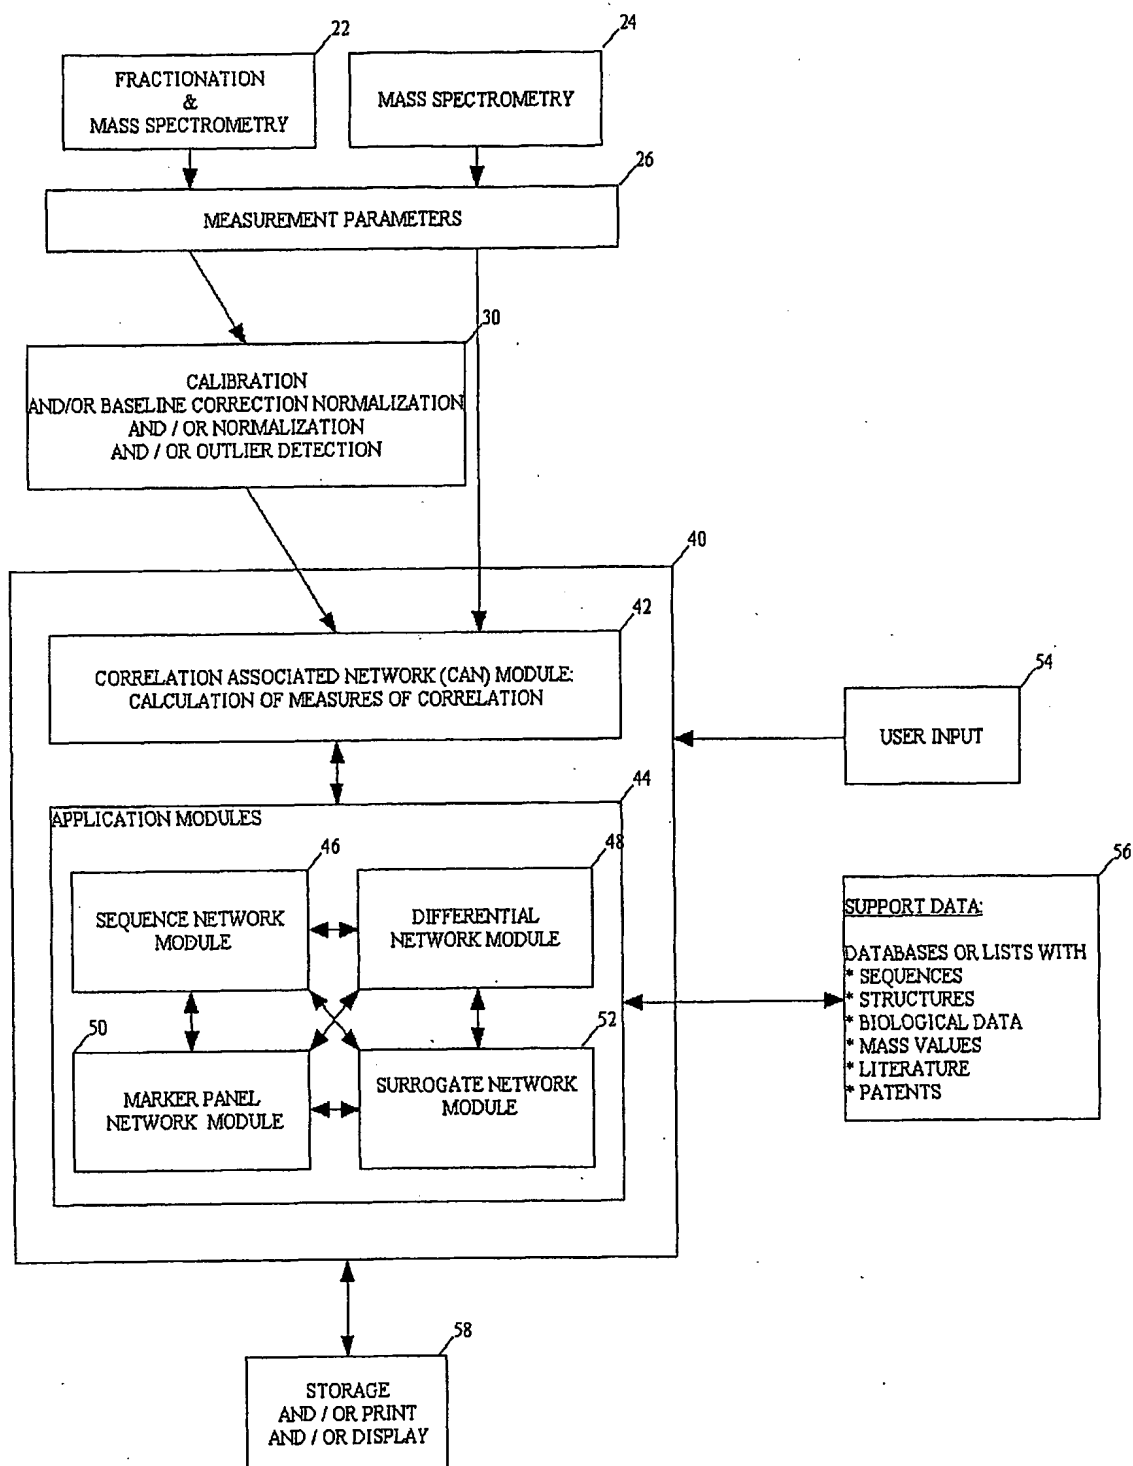 22
24
FRACTIONATION
&
MASS SPECTROMETRY
MASS SPECTROMETRY
26
MEASUREMENT PARAMETERS
30
CALIBRATION
AND/OR BASELINE CORRECTION NORMALIZATION
AND / OR NORMALIZATION
AND / OR OUTLIER DETECTION
40
42
CORRELATION ASSOCIATED NETWORK (CAN) MODULE:
CALCULATION OF MEASURES OF CORRELATION
54
USER INPUT
44
APPLICATION MODULES
46
48
SEQUENCE NETWORK
MODULE
DIFFERENTIAL
NETWORK MODULE
50
52
MARKER PANEL
NETWORK MODULE
SURROGATE NETWORK
MODULE
56
SUPPORT DATA:
DATABASES OR LISTS WITH
* SEQUENCES
* STRUCTURES
* BIOLOGICAL DATA
* MASS VALUES
* LITERATURE
* PATENTS
58
STORAGE
AND / OR PRINT
AND / OR DISPLAY